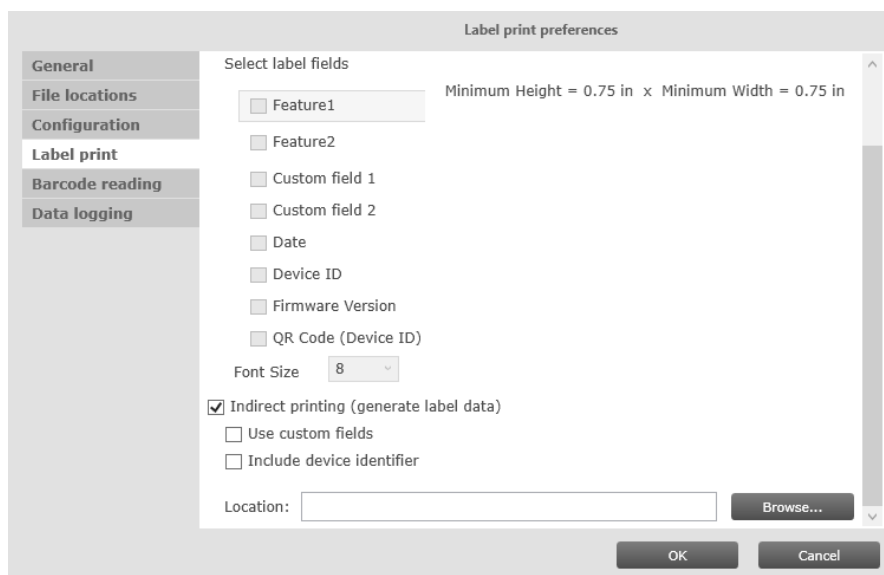 Label print preferences
General
File locations
Configuration
Label print
Barcode reading
Data logging
Select label fields
Minimum Height = 0.75 in x Minimum Width = 0.75 in
Feature1
Feature2
Custom field 1
Custom field 2
Date
Device ID
Firmware Version
QR Code (Device ID)
Font Size 8
Indirect printing (generate label data)
Use custom fields
Include device identifier
Location: Browse...
OK Cancel